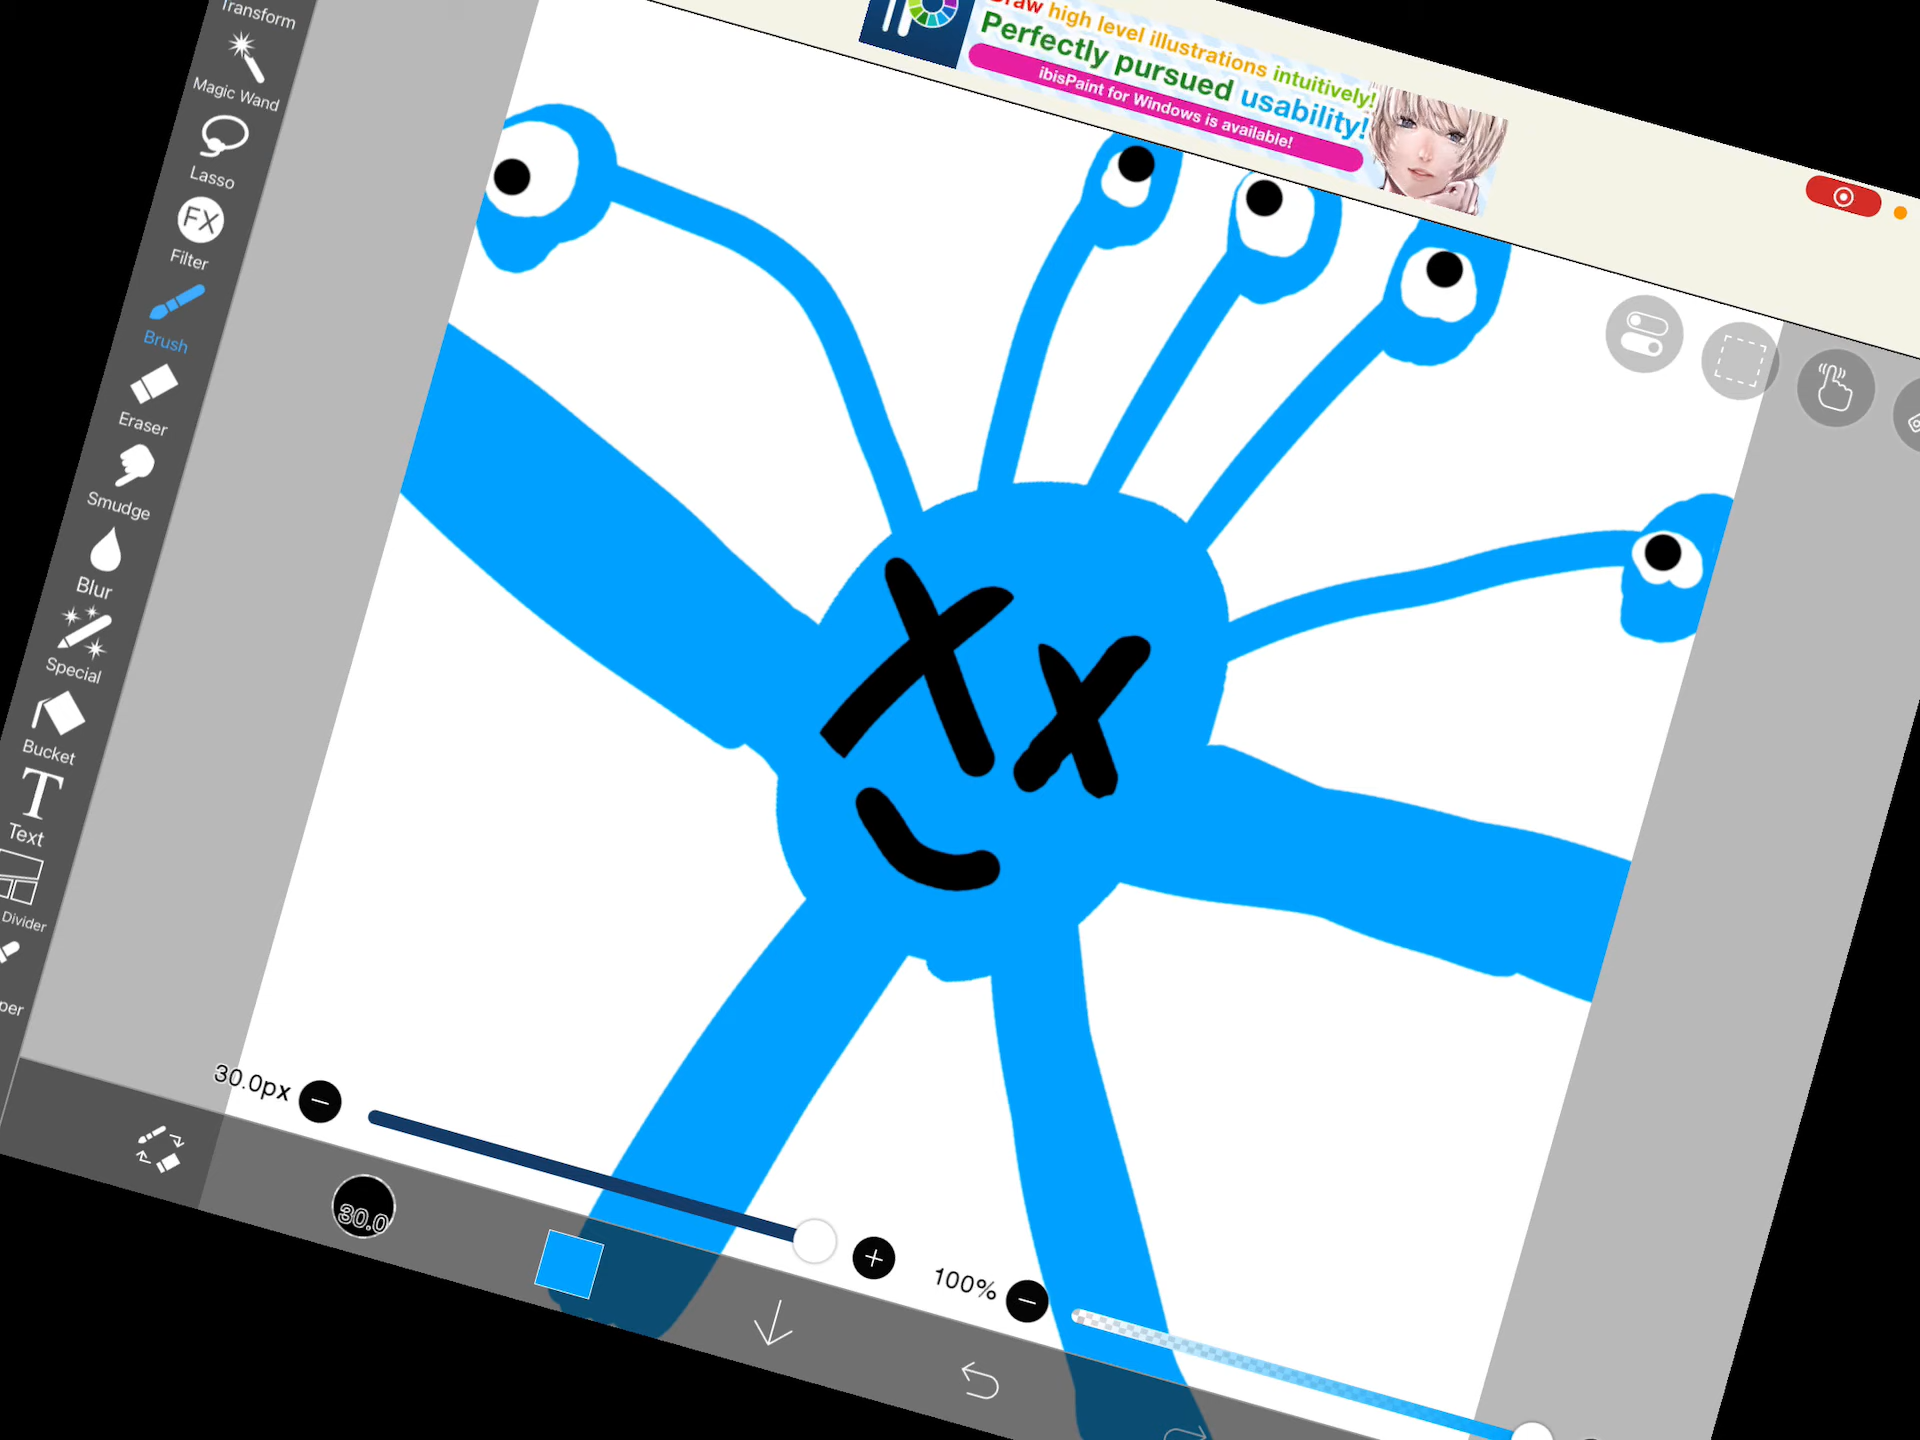 Transform
Magic Wand
Lasso
FX
Filter
Brush
Eraser
Smudge
Blur
Special
Bucket
T
Text
Divider
Draw high level illustrations intuitively!
Perfectly pursued usability!
ibisPaint for Windows is available!
30.0px
30.0
100%